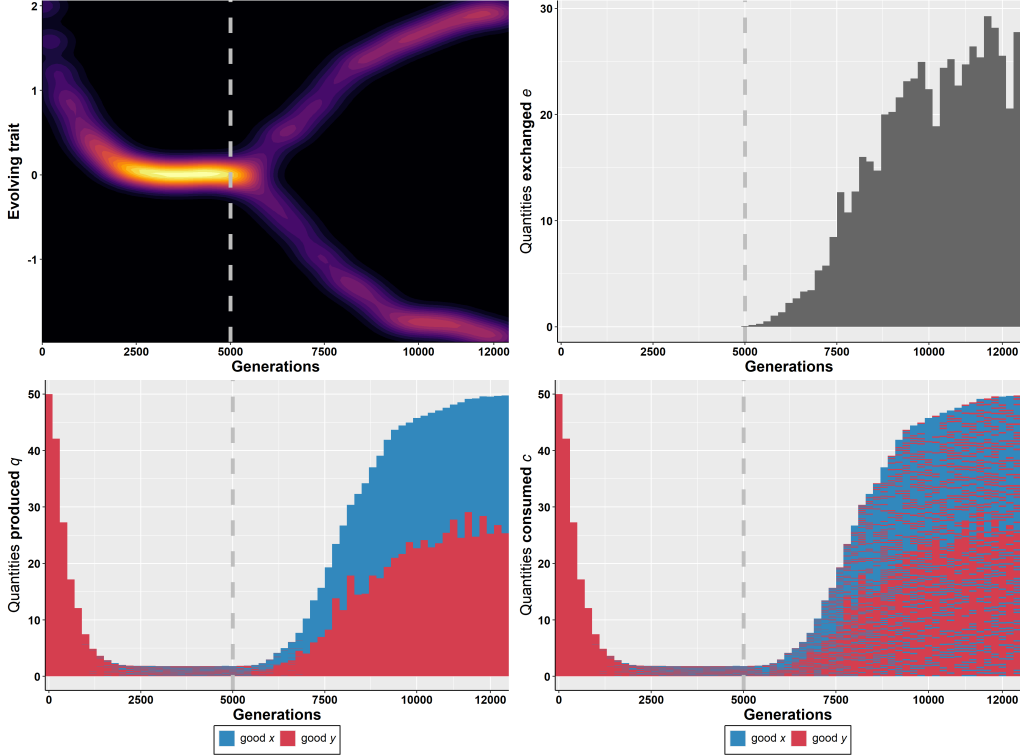 2
1
0
-1
Evolving trait
0 2500 5000 7500 10000 12000
Generations
30
20
10
0
Quantities exchanged e
0 2500 5000 7500 10000 12000
Generations
50
40
30
20
10
0
Quantities produced q
0 2500 5000 7500 10000 12000
Generations
good x good y
50
40
30
20
10
0
Quantities consumed c
0 2500 5000 7500 10000 12000
Generations
good x good y